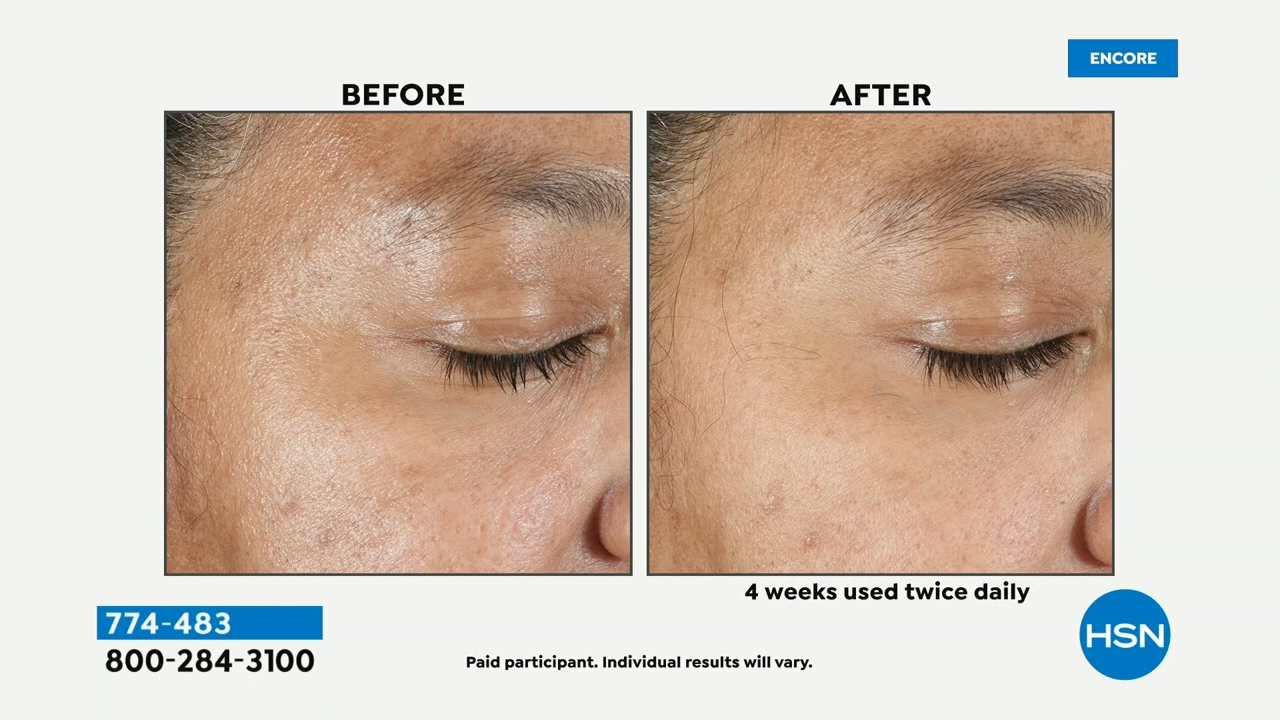 ENCORE
BEFORE
AFTER
4 weeks used twice daily
774-483
800-284-3100
Paid participant. Individual results will vary.
HSN